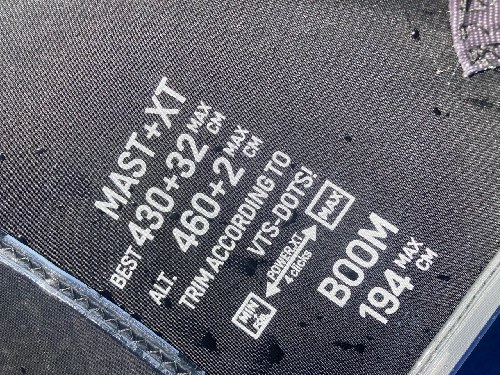 MAST+XT
BEST 430+32 MAX CM
ALT. 460+2 MAX CM
TRIM ACCORDING TO
VTS-DOTS!
MIN POWER.XT 4 clicks MAX
BOOM
194 MAX CM